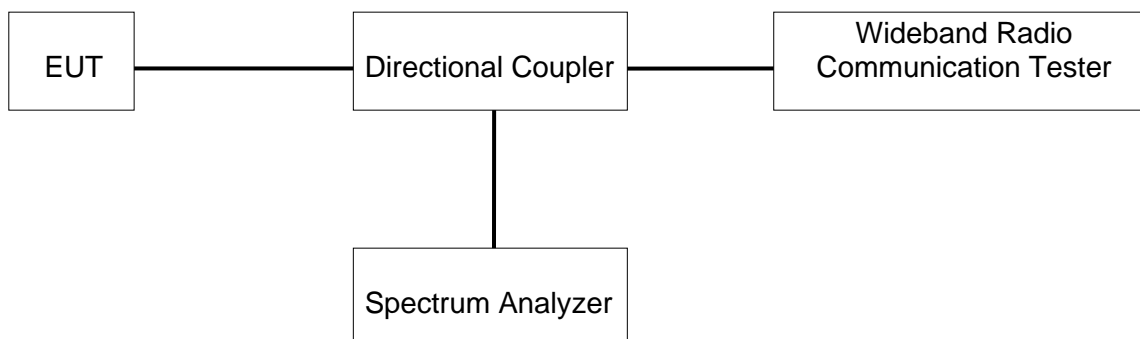 EUT
Directional Coupler
Wideband Radio
Communication Tester
Spectrum Analyzer